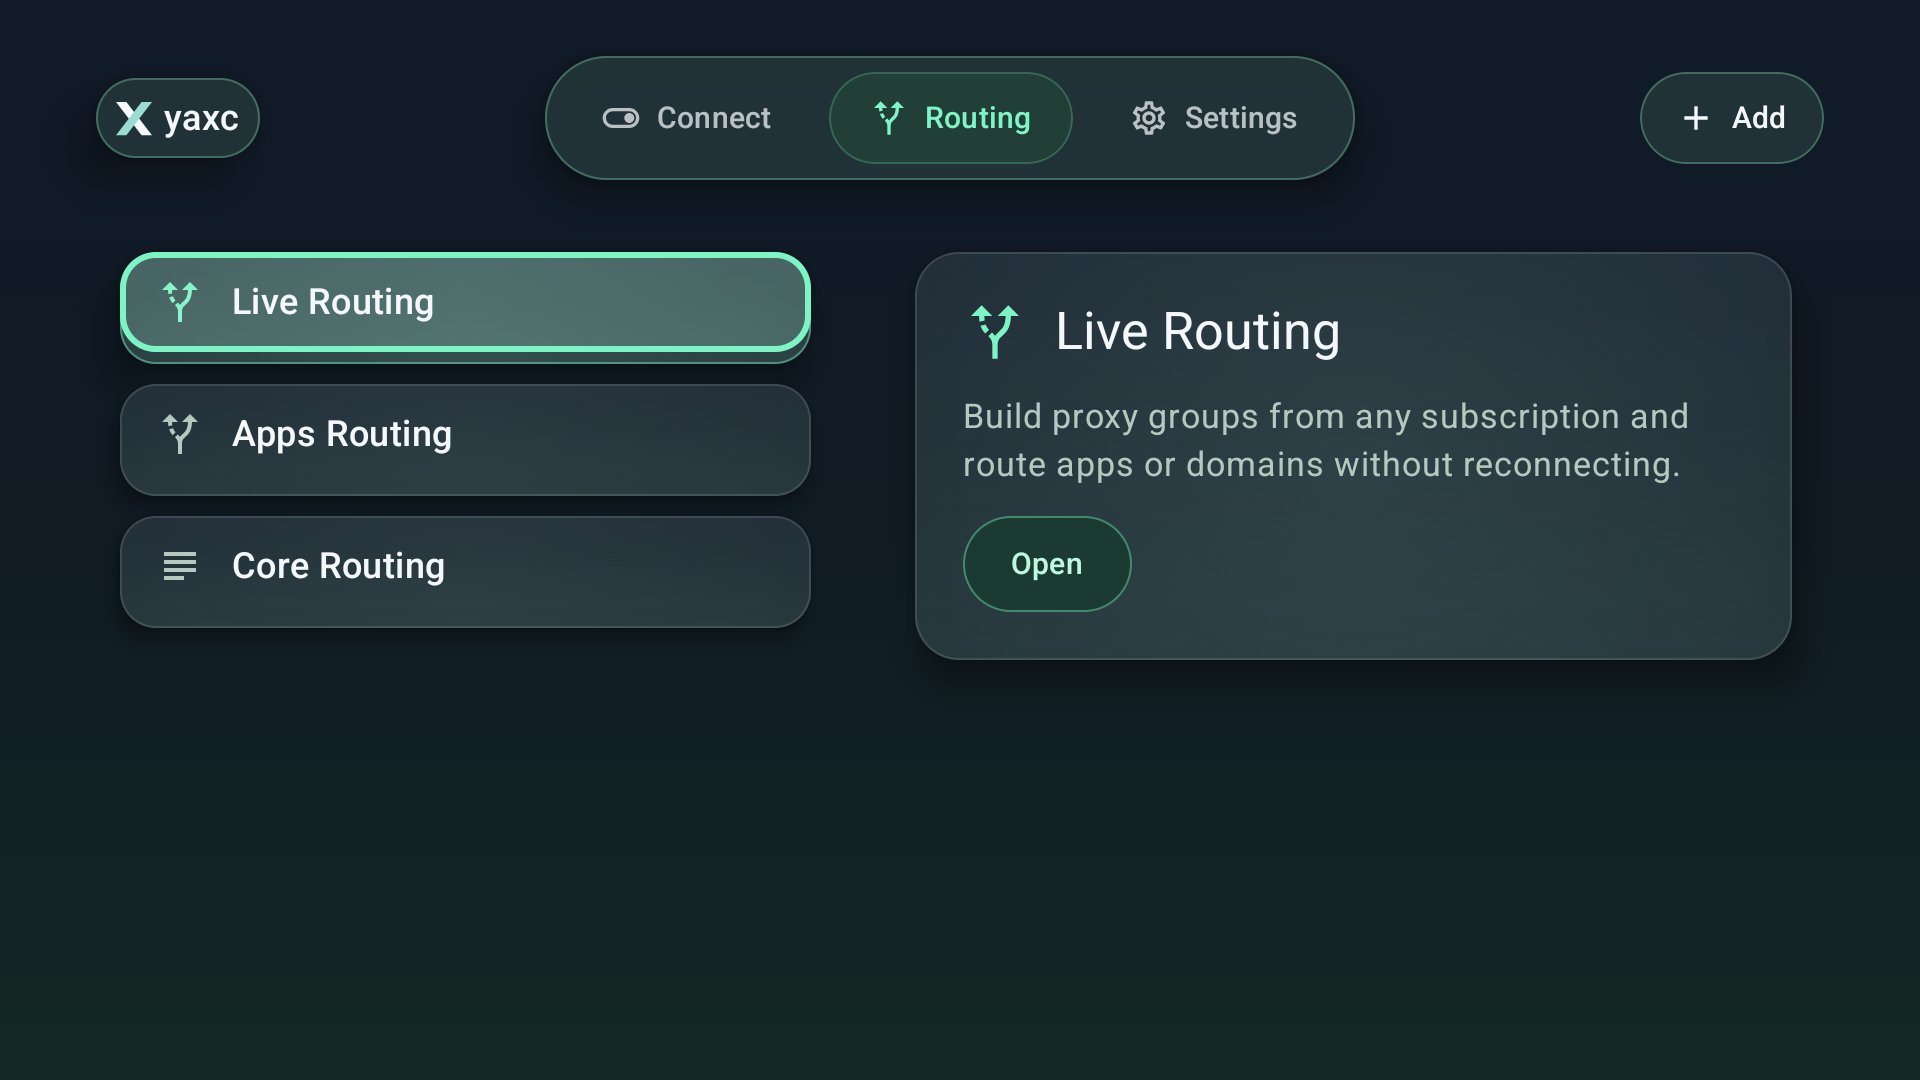 yaxc
Connect
Routing
Settings
Add
Live Routing
Apps Routing
Core Routing
Live Routing
Build proxy groups from any subscription and
route apps or domains without reconnecting.
Open